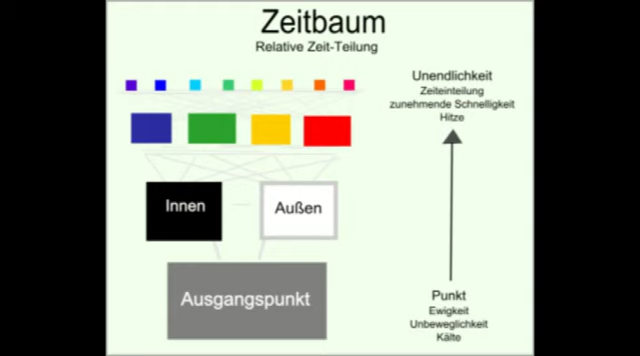 Zeitbaum
Relative Zeit-Teilung
Unendlichkeit
Zeiteinteilung
zunehmende Schnelligkeit
Hitze
Innen
Außen
Ausgangspunkt
Punkt
Ewigkeit
Unbeweglichkeit
Kälte